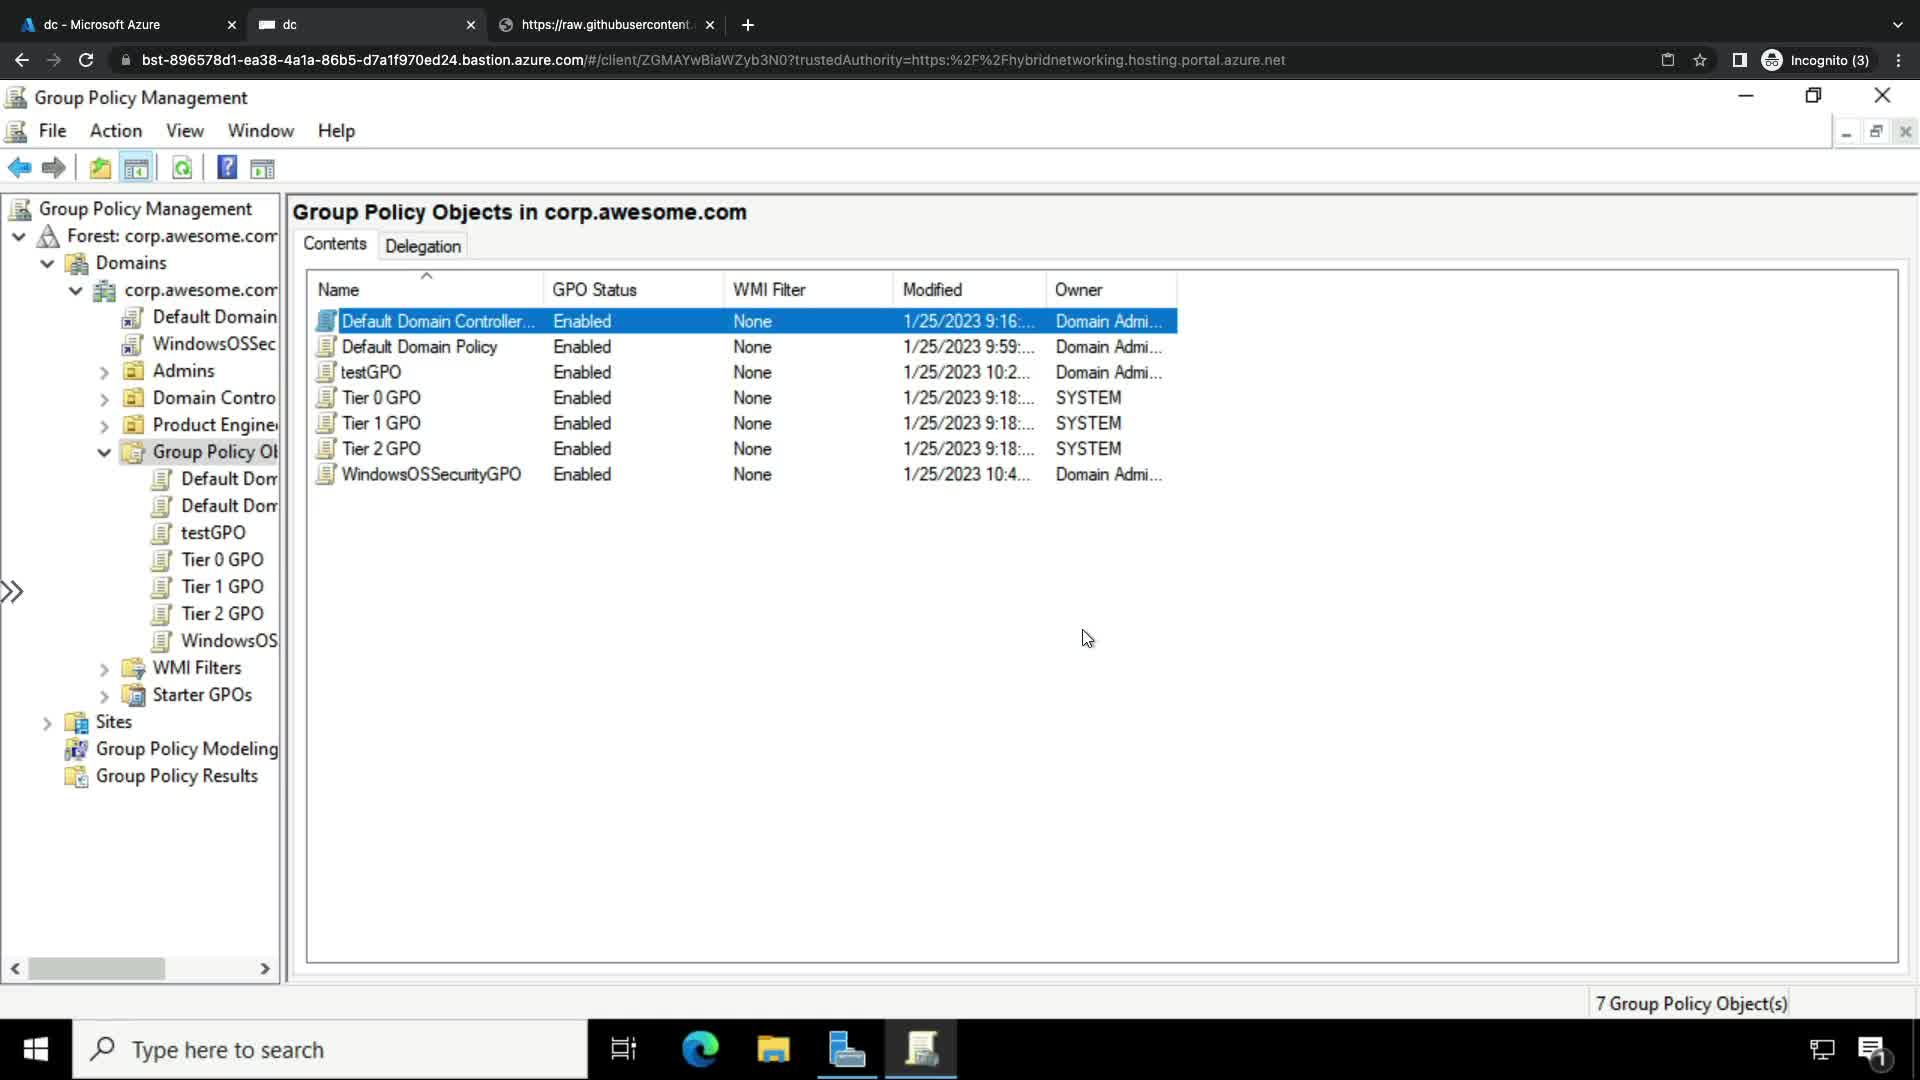 dc - Microsoft Azure
dc
https://raw.githubusercontent.
bst-896578d1-ea38-4a1a-86b5-d7a1f970ed24.bastion.azure.com/#/client/ZGMAYwBiaWZyb3N0?trustedAuthority=https:%2F%2Fhybridnetworking.hosting.portal.azure.net
Incognito (3)
Group Policy Management
File Action View Window Help
Group Policy Management
Forest: corp.awesome.com
Domains
corp.awesome.com
Default Domain
WindowsOSSec
Admins
Domain Contro
Product Enginee
Group Policy Ob
Default Dom
Default Dom
testGPO
Tier 0 GPO
Tier 1 GPO
Tier 2 GPO
WindowsOS
WMI Filters
Starter GPOs
Sites
Group Policy Modeling
Group Policy Results
Group Policy Objects in corp.awesome.com
Contents Delegation
Name GPO Status WMI Filter Modified Owner
Default Domain Controller... Enabled None 1/25/2023 9:16:... Domain Admi...
Default Domain Policy Enabled None 1/25/2023 9:59:... Domain Admi...
testGPO Enabled None 1/25/2023 10:2... Domain Admi...
Tier 0 GPO Enabled None 1/25/2023 9:18:... SYSTEM
Tier 1 GPO Enabled None 1/25/2023 9:18:... SYSTEM
Tier 2 GPO Enabled None 1/25/2023 9:18:... SYSTEM
WindowsOSSecurityGPO Enabled None 1/25/2023 10:4... Domain Admi...
7 Group Policy Object(s)
Type here to search
1